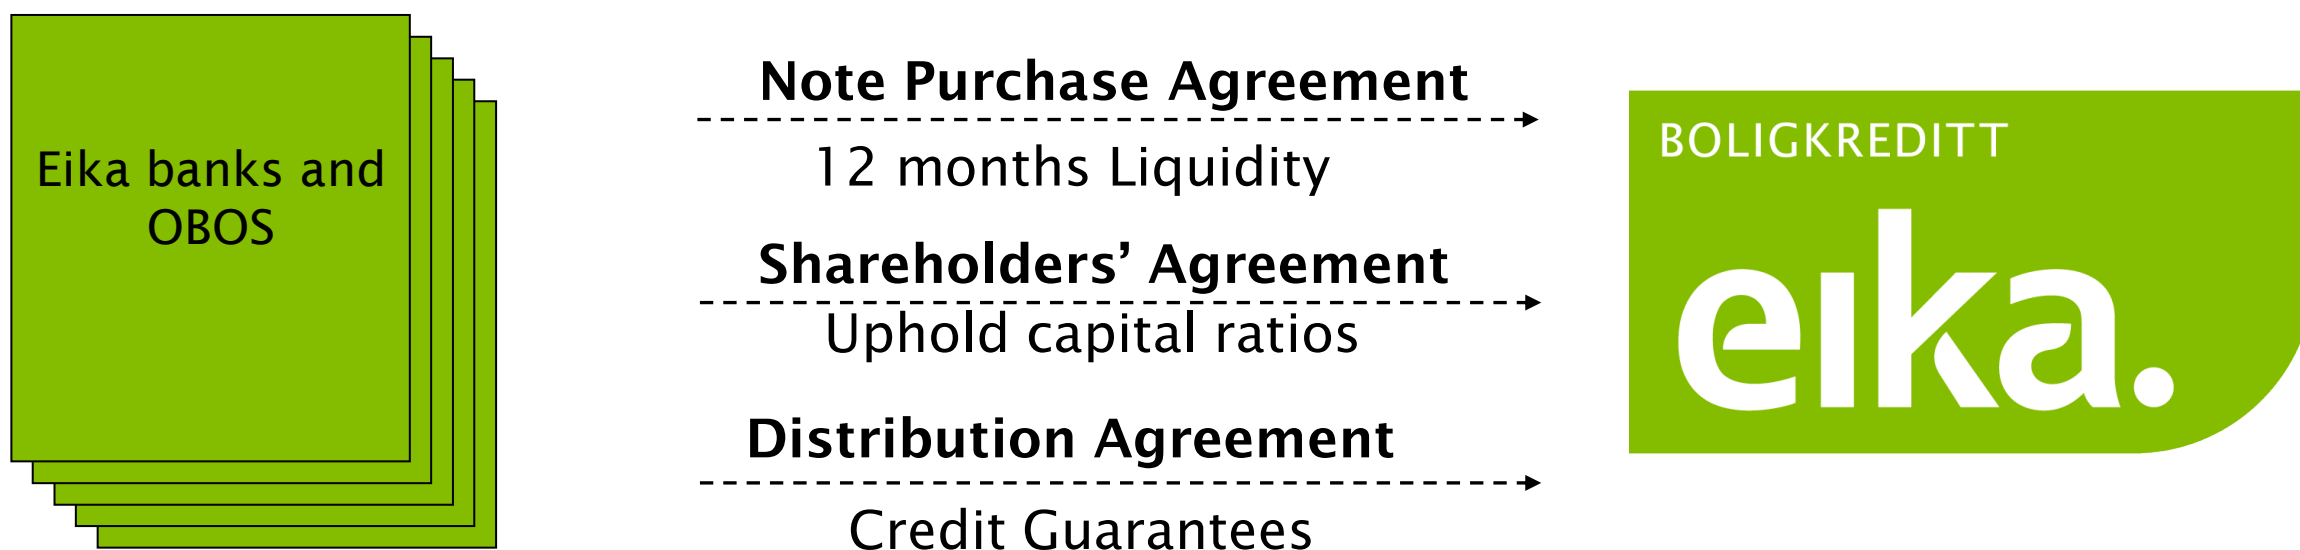 Eika banks and
OBOS
Note Purchase Agreement
12 months Liquidity
Shareholders’ Agreement
Uphold capital ratios
Distribution Agreement
Credit Guarantees
BOLIGKREDITT
eika.